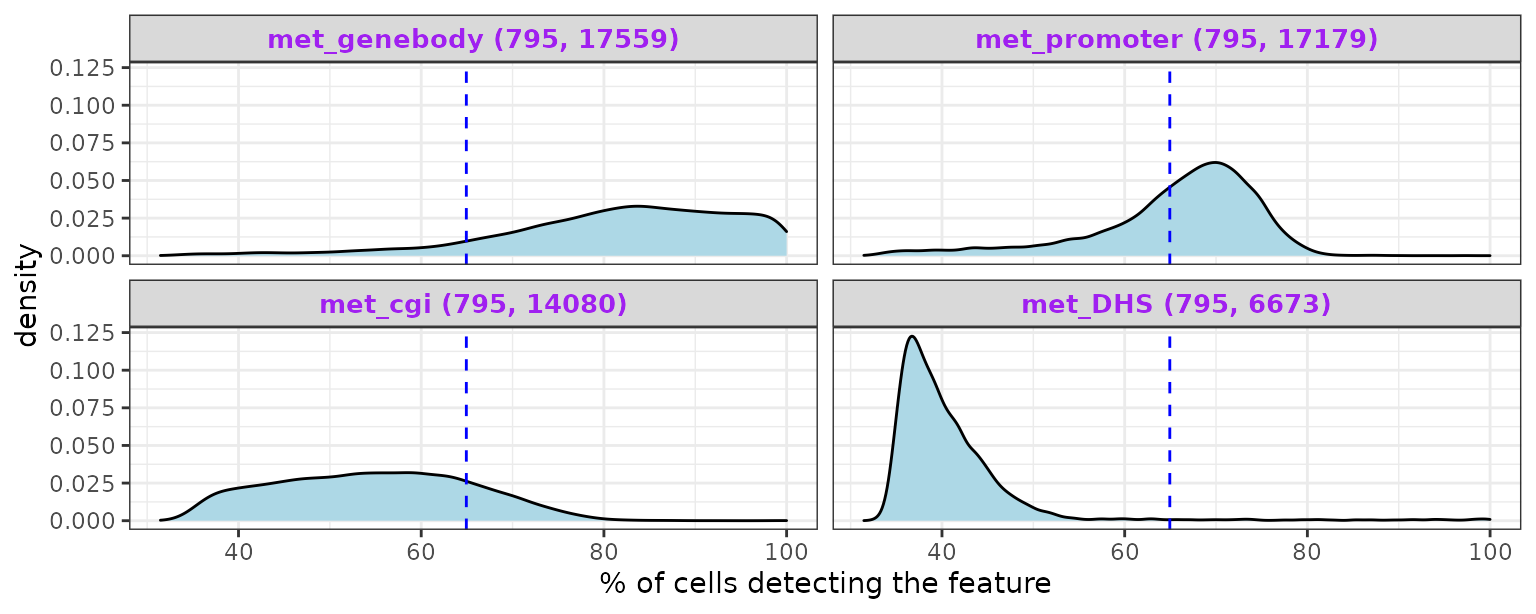 met_genebody (795, 17559)
met_promoter (795, 17179)
0.125
0.100
0.075
0.050
0.025
0.000
met_cgi (795, 14080)
met_DHS (795, 6673)
0.125
0.100
0.075
0.050
0.025
0.000
density
40 60 80 100
40 60 80 100
% of cells detecting the feature